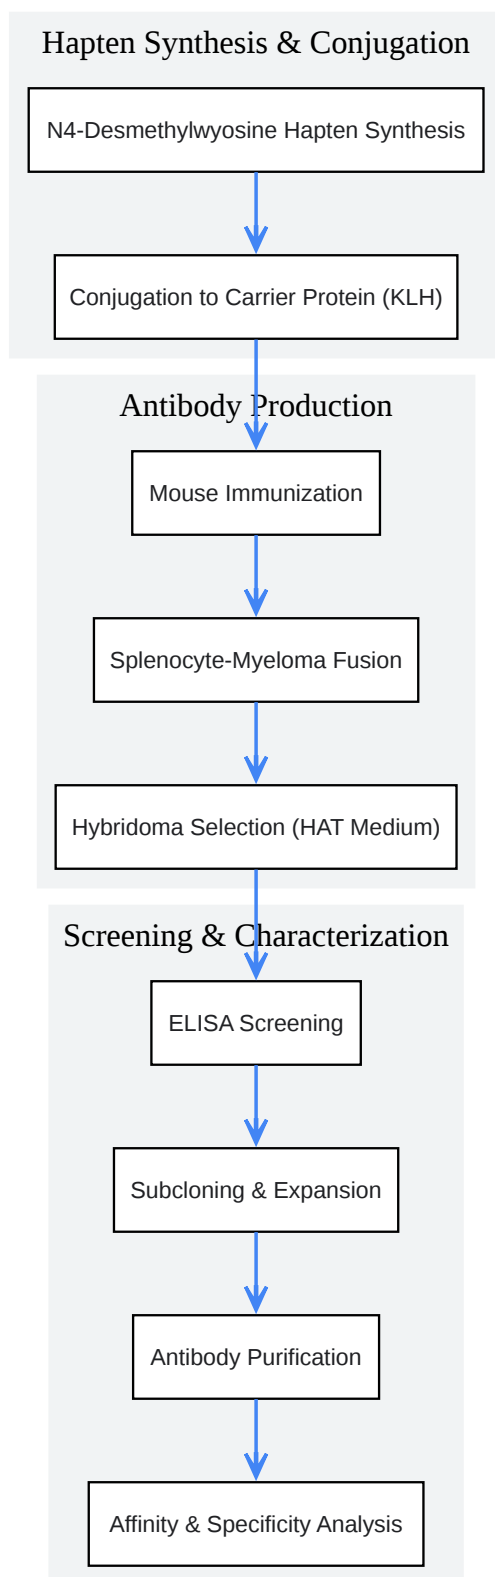 Hapten Synthesis & Conjugation
N4-Desmethylwyosine Hapten Synthesis
Conjugation to Carrier Protein (KLH)
Antibody Production
Mouse Immunization
Splenocyte-Myeloma Fusion
Hybridoma Selection (HAT Medium)
Screening & Characterization
ELISA Screening
Subcloning & Expansion
Antibody Purification
Affinity & Specificity Analysis